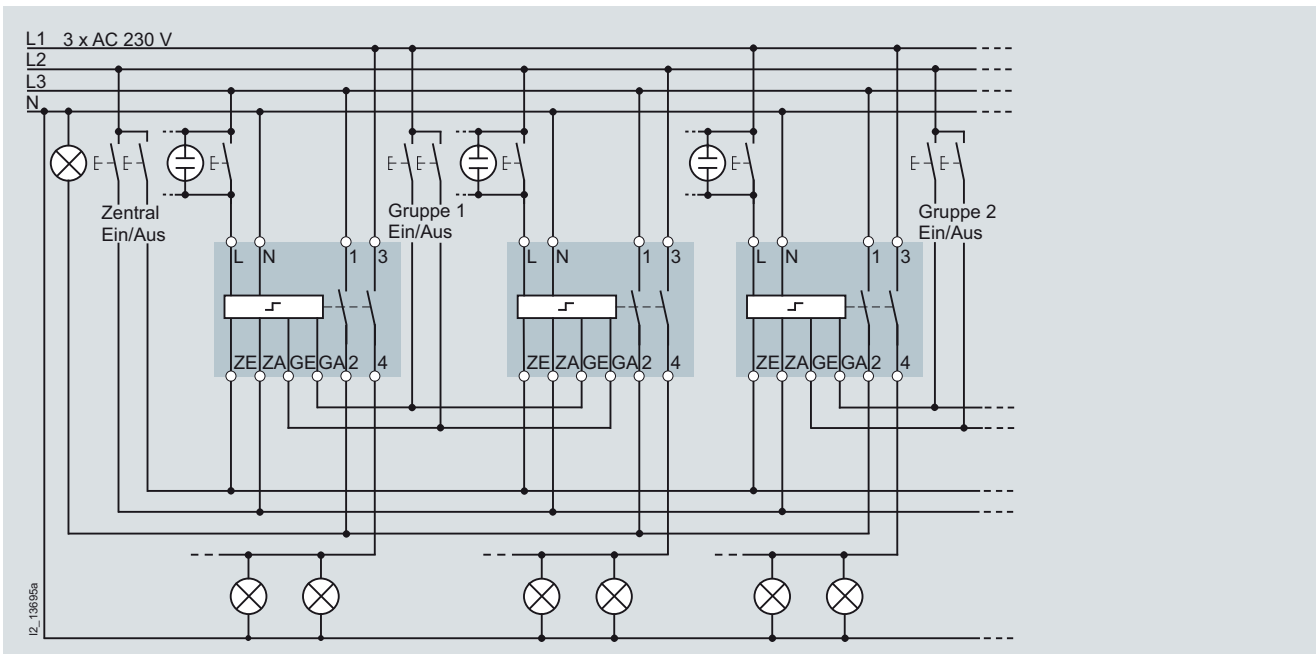 L1 3 x AC 230 V
L2
L3
N
Zentral
Ein/Aus
Gruppe 1
Ein/Aus
Gruppe 2
Ein/Aus
L N 1 3
L N 1 3
L N 1 3
ZE ZA GE GA 2 4
ZE ZA GE GA 2 4
ZE ZA GE GA 2 4
I2_13695a